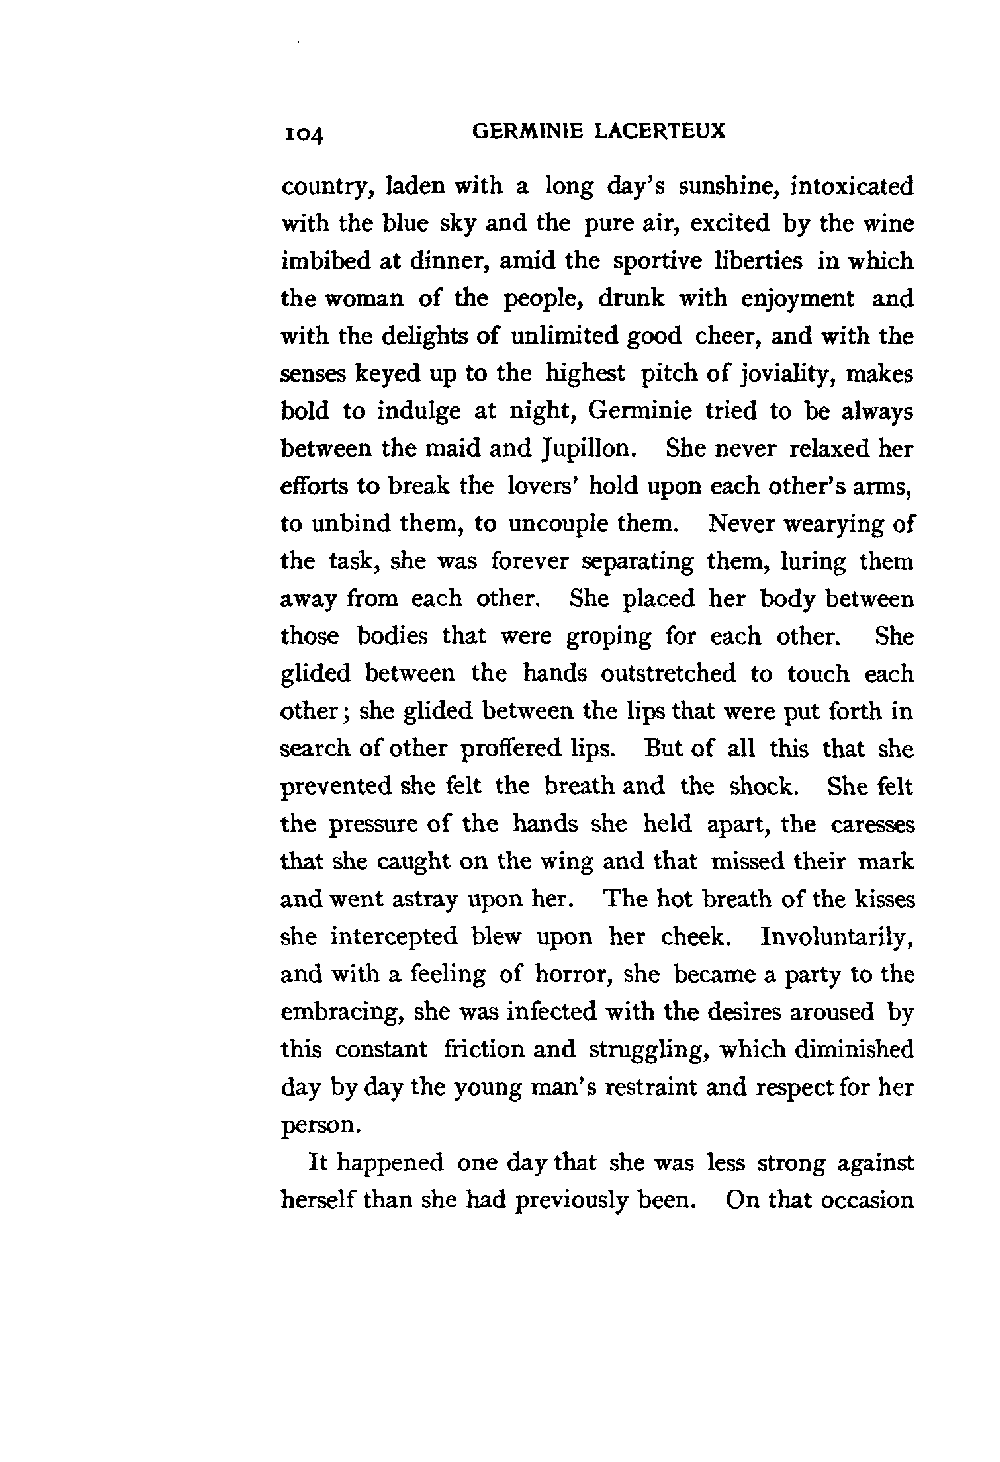 104 GERMINIE LACERTEUX
country, laden with a long day's sunshine, intoxicated
with the blue sky and the pure air, excited by the wine
imbibed at dinner, amid the sportive liberties in which
the woman of the people, drunk with enjoyment and
with the delights of unlimited good cheer, and with the
senses keyed up to the highest pitch of joviality, makes
bold to indulge at night, Germinie tried to be always
between the maid and Jupillon. She never relaxed her
efforts to break the lovers' hold upon each other's arms,
to unbind them, to uncouple them. Never wearying of
the task, she was forever separating them, luring them
away from each other. She placed her body between
those bodies that were groping for each other. She
glided between the hands outstretched to touch each
other; she glided between the lips that were put forth in
search of other proffered lips. But of all this that she
prevented she felt the breath and the shock. She felt
the pressure of the hands she held apart, the caresses
that she caught on the wing and that missed their mark
and went astray upon her. The hot breath of the kisses
she intercepted blew upon her cheek. Involuntarily,
and with a feeling of horror, she became a party to the
embracing, she was infected with the desires aroused by
this constant friction and struggling, which diminished
day by day the young man's restraint and respect for her
person.
It happened one day that she was less strong against
herself than she had previously been. On that occasion